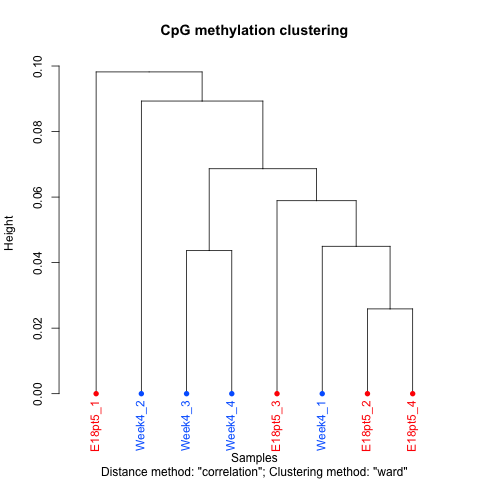 CpG methylation clustering
Height
0.10
0.08
0.06
0.04
0.02
0.00
E18pt5_1
Week4_2
Week4_3
Week4_4
E18pt5_3
Week4_1
E18pt5_2
E18pt5_4
Samples
Distance method: "correlation"; Clustering method: "ward"